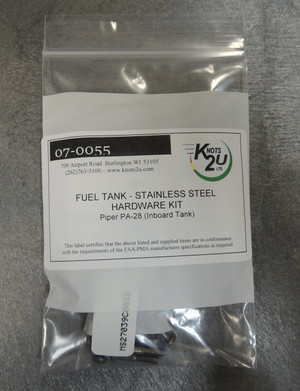 07-0055
709 Airport Road Burlington WI 53105
(262)763-5100 ~ www.knots2u.com
KNOTS
2U
LTD
FUEL TANK - STAINLESS STEEL
HARDWARE KIT
Piper PA-28 (Inboard Tank)
This label certifies that the above listed and supplied items are in conformance
with the requirements of the FAA-PMA manufacturers specifications as required.
MS27039C